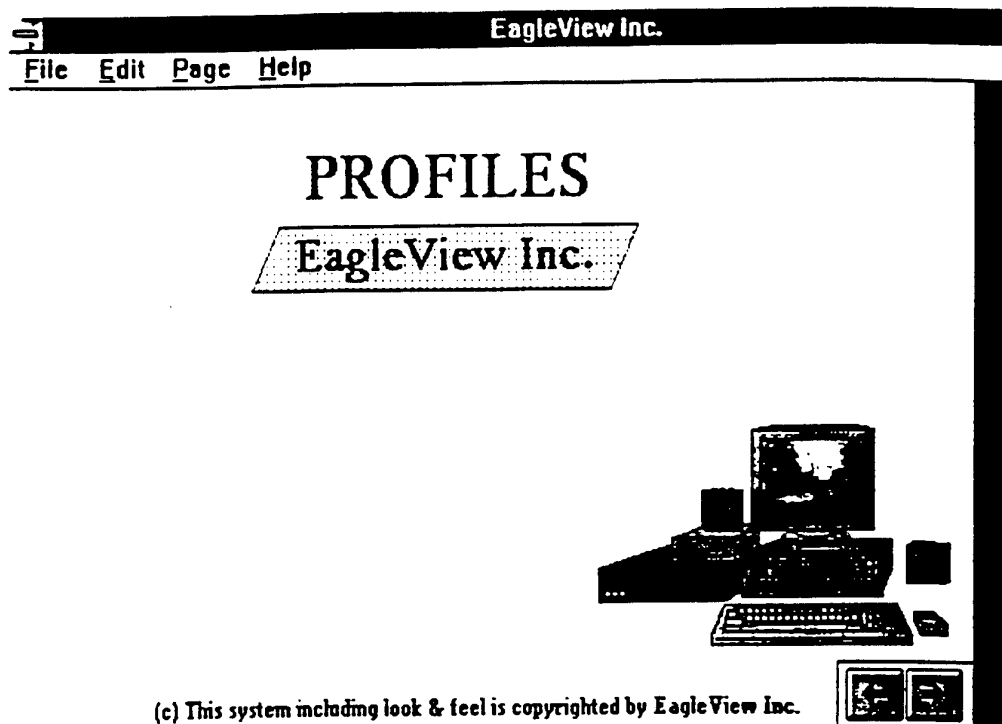 EagleView Inc.
File Edit Page Help
PROFILES
EagleView Inc.
(c) This system including look & feel is copyrighted by EagleView Inc.